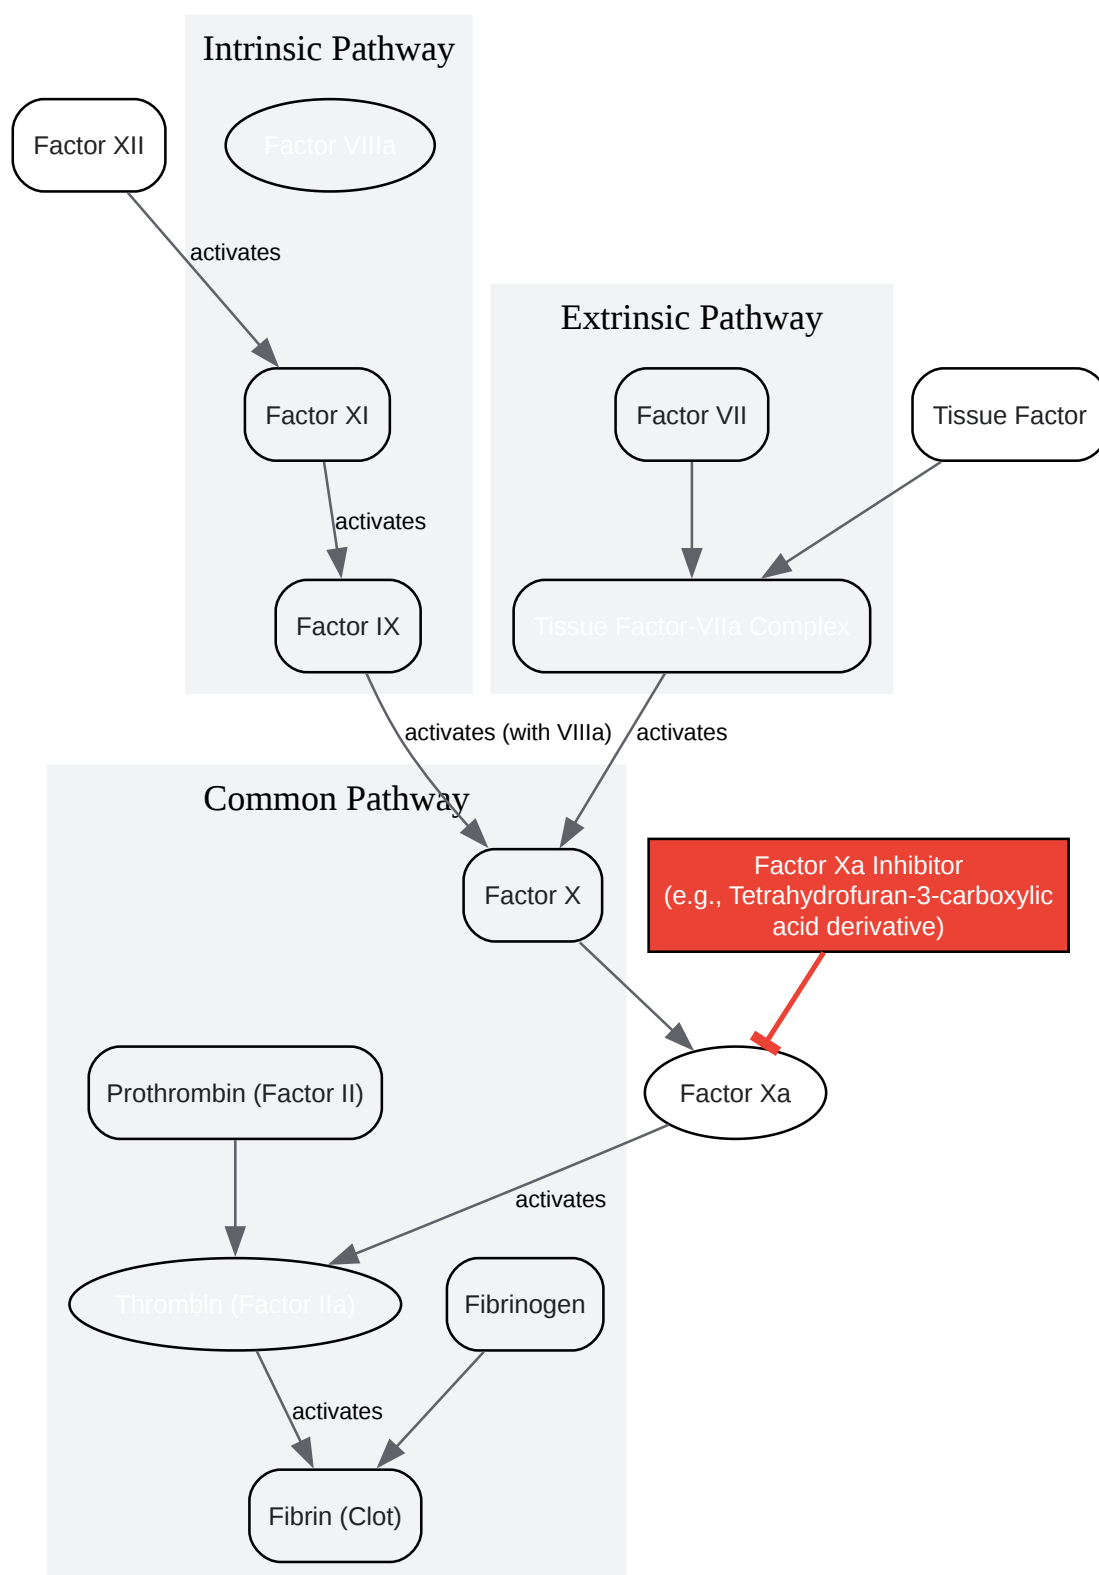 Intrinsic Pathway
Factor XII
Factor VIIIa
activates
Extrinsic Pathway
Factor XI
Factor VII
Tissue Factor
activates
Factor IX
Tissue Factor-VIIa Complex
activates (with VIIIa)
activates
Common Pathway
Factor X
Factor Xa Inhibitor
(e.g., Tetrahydrofuran-3-carboxylic
acid derivative)
Prothrombin (Factor II)
Factor Xa
activates
Thrombin (Factor IIa)
Fibrinogen
activates
Fibrin (Clot)